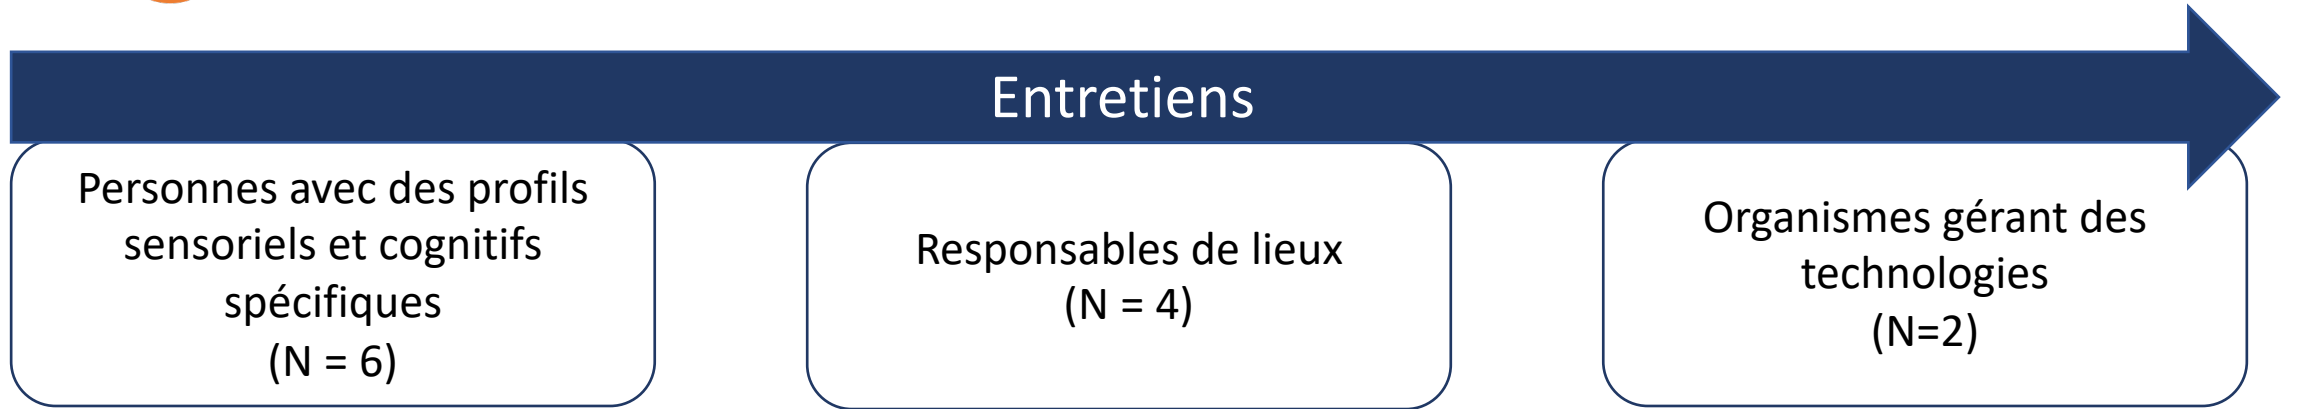 Entretiens
Personnes avec des profils
sensoriels et cognitifs
spécifiques
(N = 6)
Responsables de lieux
(N = 4)
Organismes gérant des
technologies
(N=2)